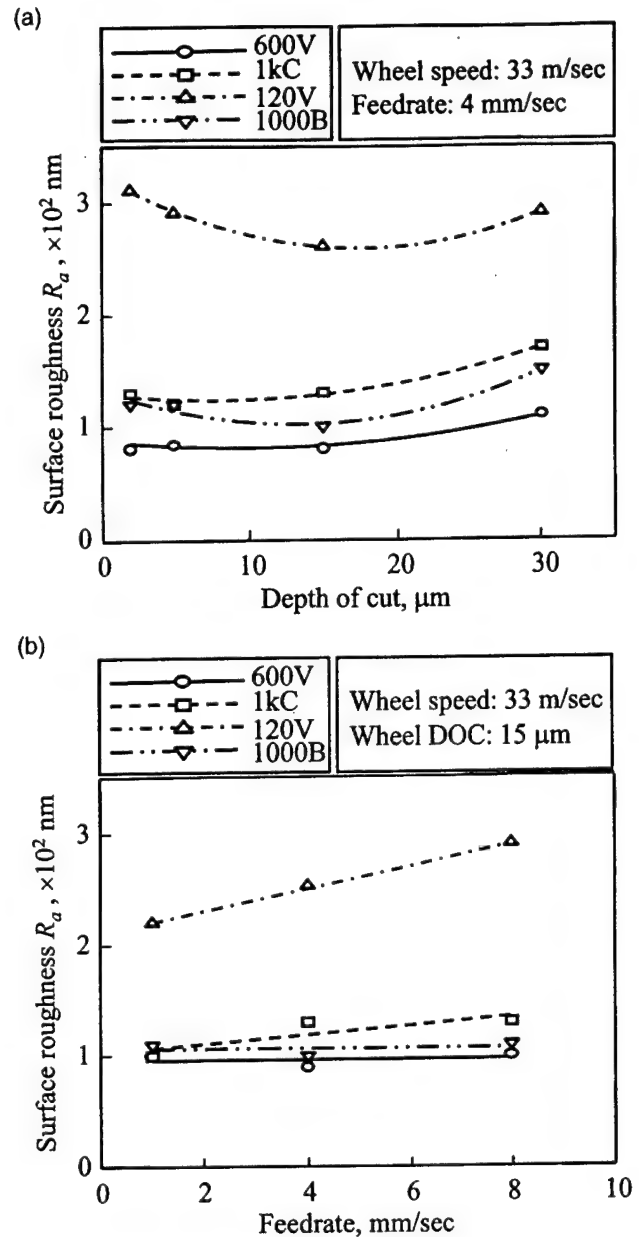 (a)
600V
1kC
120V
1000B
Wheel speed: 33 m/sec
Feedrate: 4 mm/sec
Surface roughness Rₐ, ×10² nm
3
2
1
0
0
10
20
30
Depth of cut, μm
(b)
600V
1kC
120V
1000B
Wheel speed: 33 m/sec
Wheel DOC: 15 μm
Surface roughness Rₐ, ×10² nm
3
2
1
0
0
2
4
6
8
10
Feedrate, mm/sec